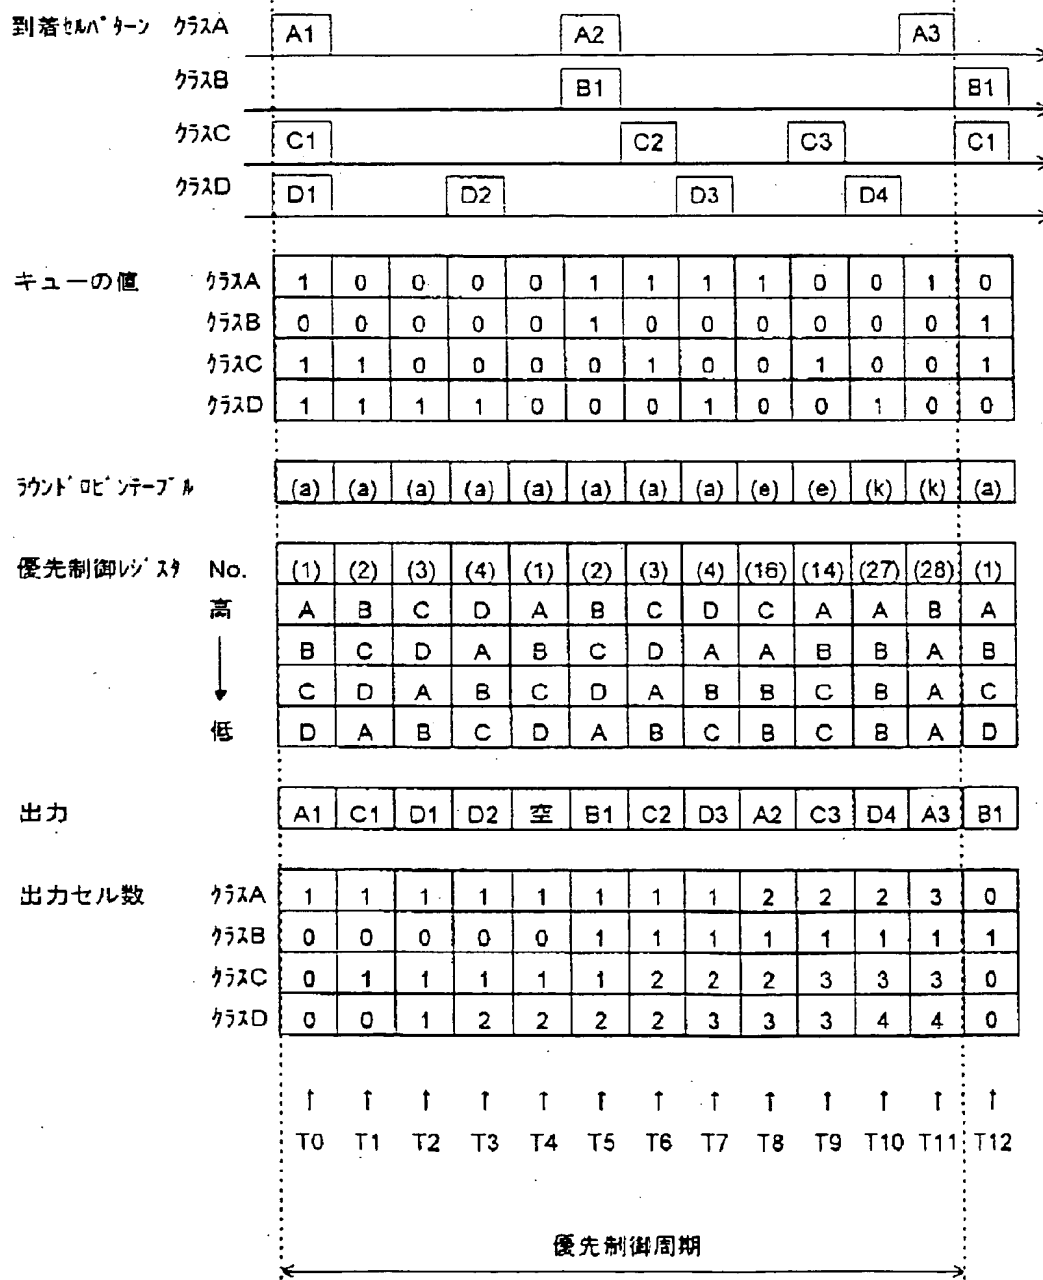 到着ｾﾙﾊﾟﾀｰﾝ ｸﾗｽA A1 A2 A3
ｸﾗｽB B1 B1
ｸﾗｽC C1 C2 C3 C1
ｸﾗｽD D1 D2 D3 D4
キューの値 ｸﾗｽA 1 0 0 0 0 1 1 1 1 0 0 1 0
ｸﾗｽB 0 0 0 0 0 1 0 0 0 0 0 0 1
ｸﾗｽC 1 1 0 0 0 0 1 0 0 1 0 0 1
ｸﾗｽD 1 1 1 1 0 0 0 1 0 0 1 0 0
ﾗｳﾝﾄﾞﾛﾋﾞﾝﾃｰﾌﾞﾙ (a) (a) (a) (a) (a) (a) (a) (a) (e) (e) (k) (k) (a)
優先制御ﾚｼﾞｽﾀ No. (1) (2) (3) (4) (1) (2) (3) (4) (16) (14) (27) (28) (1)
高 A B C D A B C D C A A B A
B C D A B C D A A B B A B
C D A B C D A B B C B A C
低 D A B C D A B C B C B A D
出力 A1 C1 D1 D2 空 B1 C2 D3 A2 C3 D4 A3 B1
出力セル数 ｸﾗｽA 1 1 1 1 1 1 1 1 2 2 2 3 0
ｸﾗｽB 0 0 0 0 0 1 1 1 1 1 1 1 1
ｸﾗｽC 0 1 1 1 1 1 2 2 2 3 3 3 0
ｸﾗｽD 0 0 1 2 2 2 2 3 3 3 4 4 0
↑ ↑ ↑ ↑ ↑ ↑ ↑ ↑ ↑ ↑ ↑ ↑ ↑
T0 T1 T2 T3 T4 T5 T6 T7 T8 T9 T10 T11 T12
優先制御周期